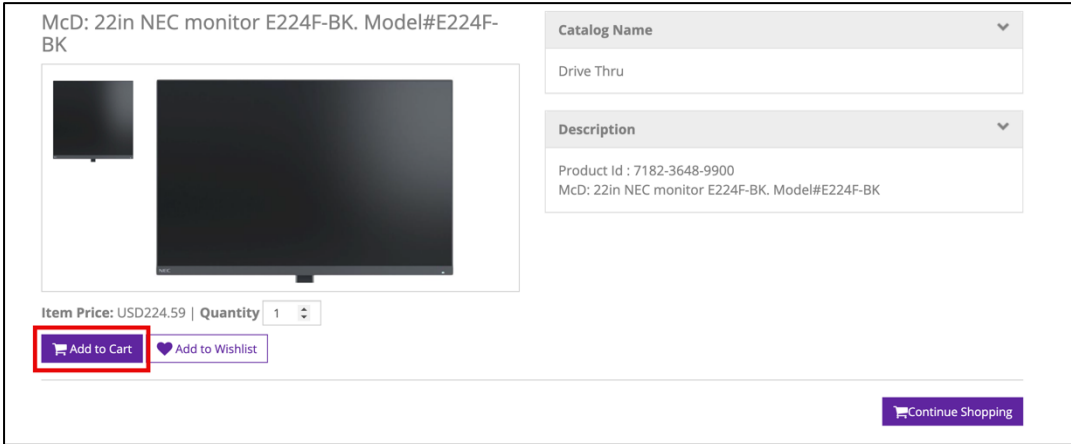 McD: 22in NEC monitor E224F-BK. Model#E224F-
BK
NEC
Item Price: USD224.59 | Quantity 1
Add to Cart
Add to Wishlist
Catalog Name
Drive Thru
Description
Product Id : 7182-3648-9900
McD: 22in NEC monitor E224F-BK. Model#E224F-BK
Continue Shopping